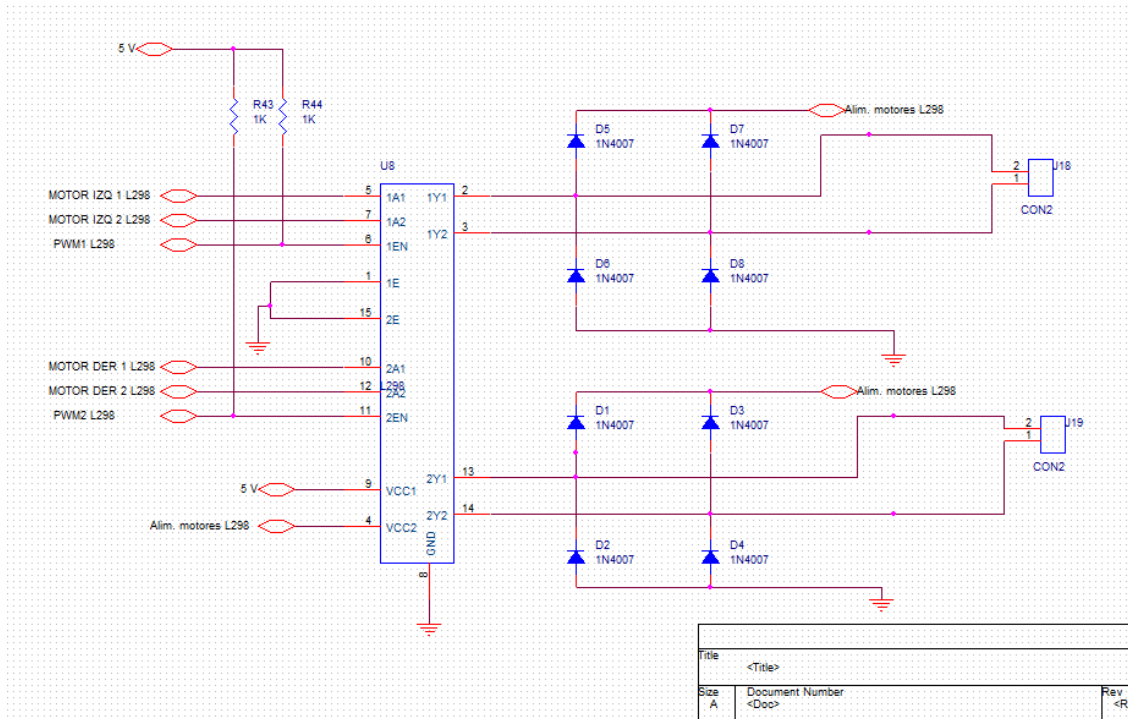 5 V
R43
1K
R44
1K
Alim. motores L298
D5
1N4007
D7
1N4007
U8
J18
2
1
CON2
MOTOR IZQ 1 L298
5
1A1
1Y1
2
MOTOR IZQ 2 L298
7
1A2
PWM1 L298
6
1EN
1Y2
3
D6
1N4007
D8
1N4007
1
1E
15
2E
MOTOR DER 1 L298
10
2A1
MOTOR DER 2 L298
12
2A2
L298
PWM2 L298
11
2EN
Alim. motores L298
D1
1N4007
D3
1N4007
J19
2
1
CON2
2Y1
13
5 V
9
VCC1
2Y2
14
Alim. motores L298
4
VCC2
GND
8
D2
1N4007
D4
1N4007
Title
<Title>
Size
A
Document Number
<Doc>
Rev
<R